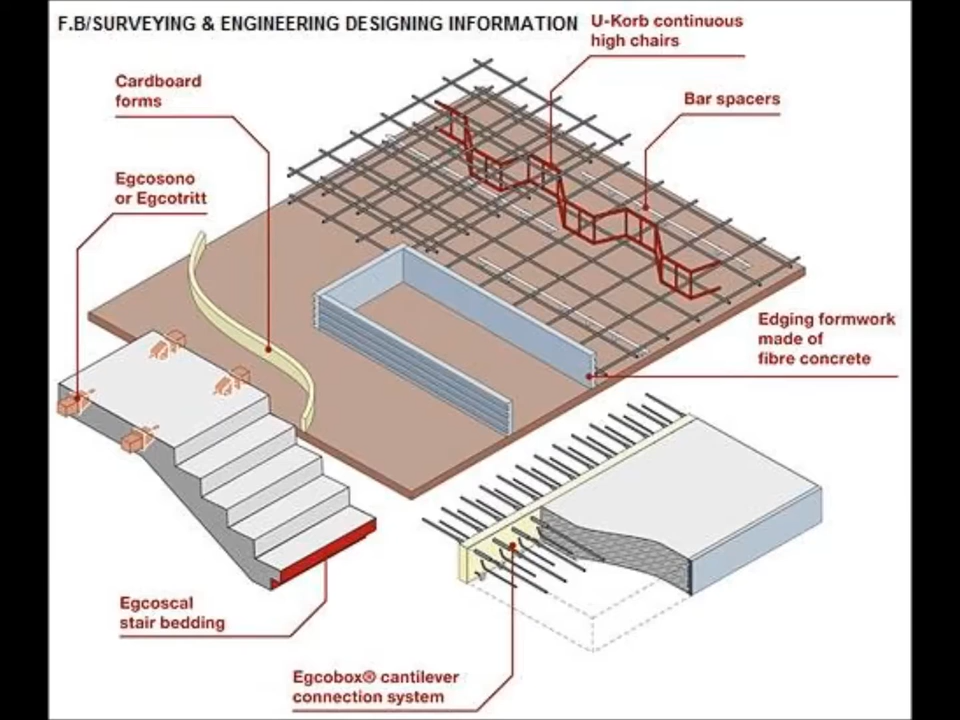 F.B/SURVEYING & ENGINEERING DESIGNING INFORMATION
U-Korb continuous
high chairs
Cardboard
forms
Bar spacers
Egcosono
or Egcotritt
Edging formwork
made of
fibre concrete
Egcoscal
stair bedding
Egcobox® cantilever
connection system